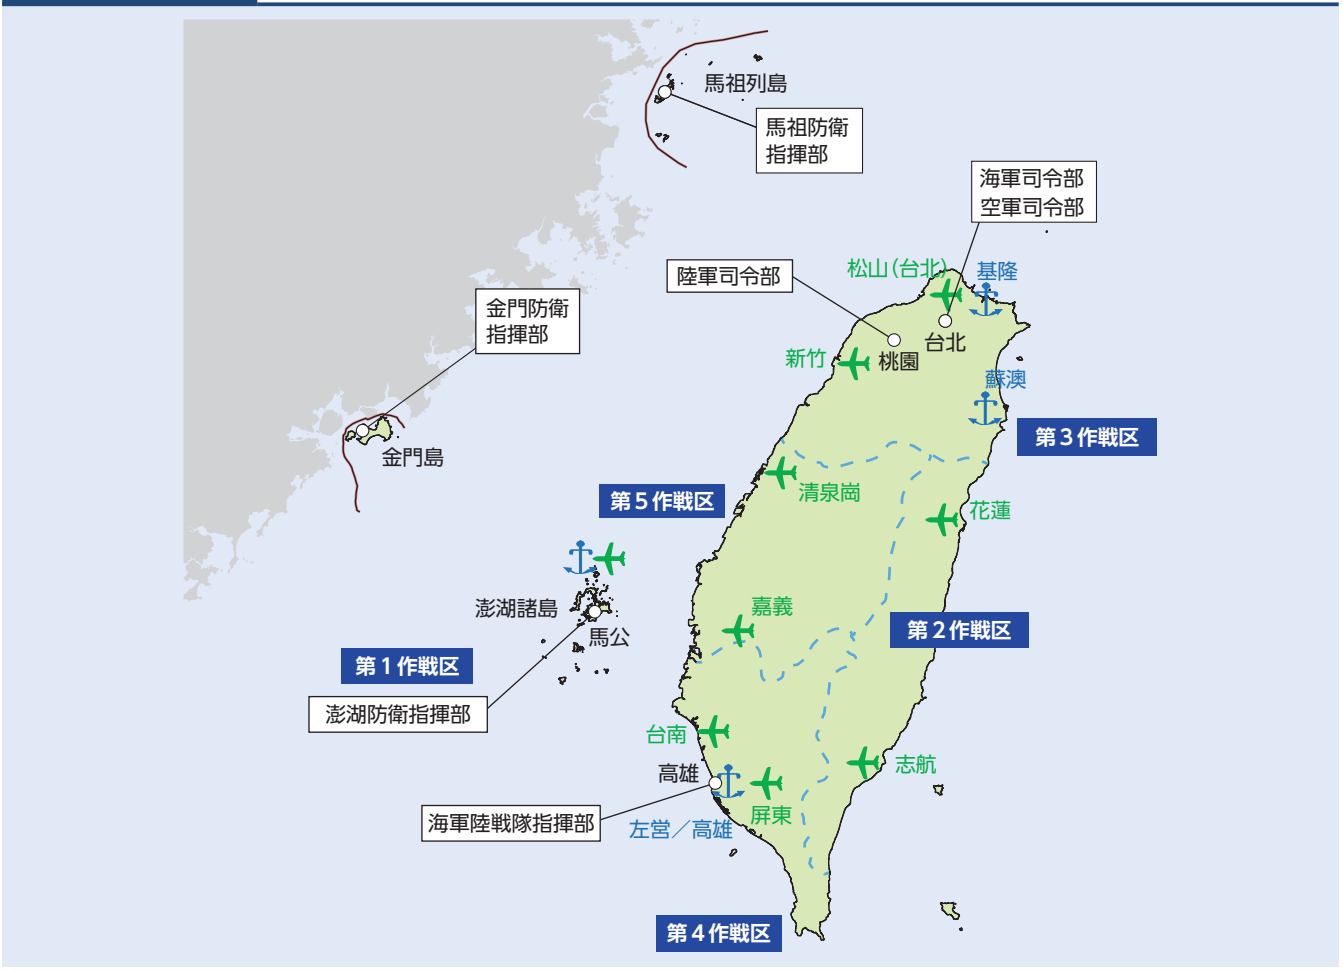 馬祖列島
馬祖防衛
指揮部
海軍司令部
空軍司令部
陸軍司令部
松山(台北)
基隆
金門防衛
指揮部
台北
新竹
桃園
蘇澳
第3作戦区
金門島
清泉崗
第5作戦区
花蓮
澎湖諸島
嘉義
馬公
第2作戦区
第1作戦区
澎湖防衛指揮部
台南
志航
高雄
屏東
海軍陸戦隊指揮部
左営/高雄
第4作戦区